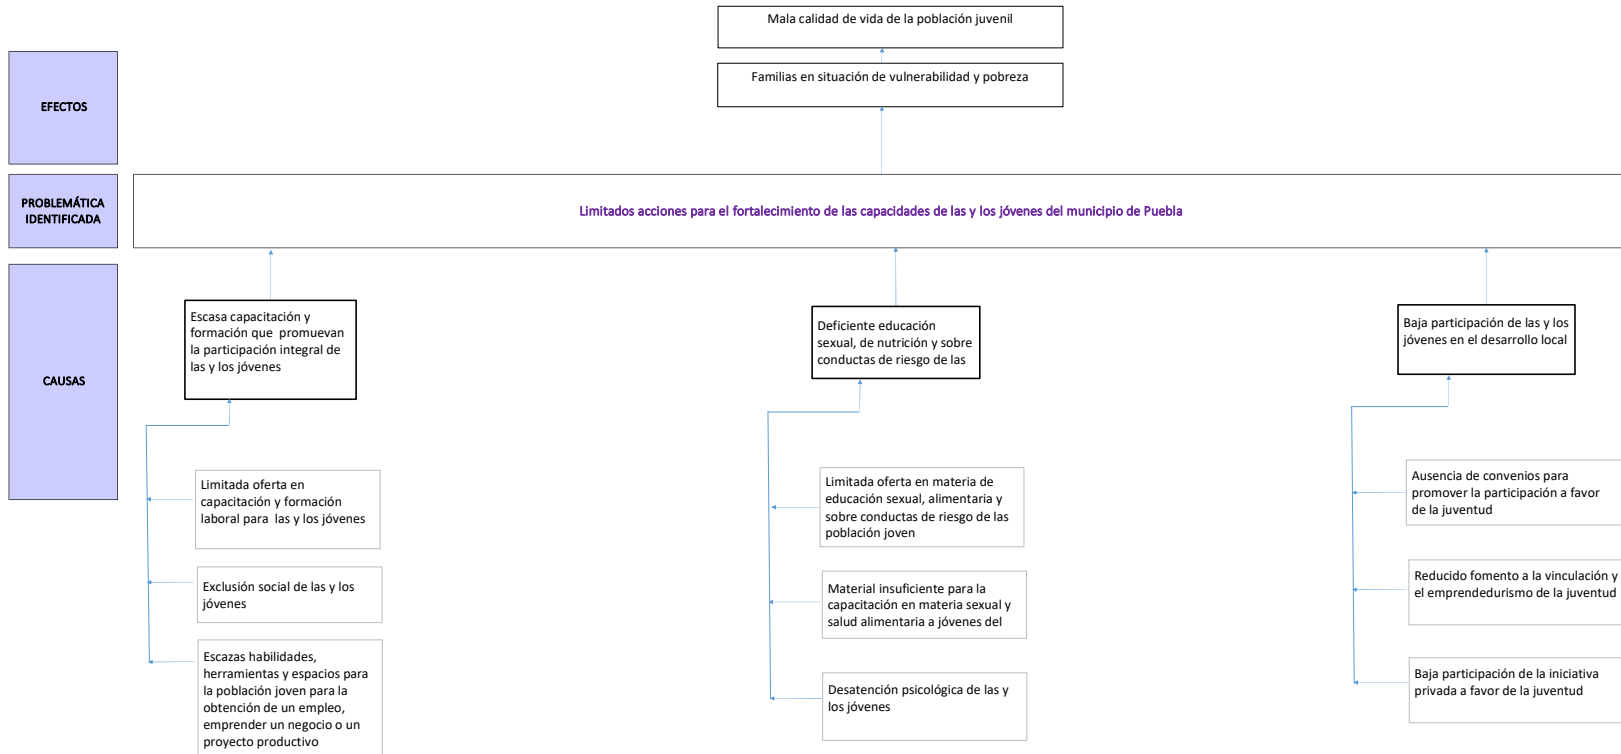 Mala calidad de vida de la población juvenil
Familias en situación de vulnerabilidad y pobreza
EFECTOS
PROBLEMÁTICA
IDENTIFICADA
Limitados acciones para el fortalecimiento de las capacidades de las y los jóvenes del municipio de Puebla
CAUSAS
Escasa capacitación y
formación que promuevan
la participación integral de
las y los jóvenes
Deficiente educación
sexual, de nutrición y sobre
conductas de riesgo de las
Baja participación de las y los
jóvenes en el desarrollo local
Limitada oferta en
capacitación y formación
laboral para las y los jóvenes
Exclusión social de las y los
jóvenes
Escazas habilidades,
herramientas y espacios para
la población joven para la
obtención de un empleo,
emprender un negocio o un
proyecto productivo
Limitada oferta en materia de
educación sexual, alimentaria y
sobre conductas de riesgo de las
población joven
Material insuficiente para la
capacitación en materia sexual y
salud alimentaria a jóvenes del
Desatención psicológica de las y
los jóvenes
Ausencia de convenios para
promover la participación a favor
de la juventud
Reducido fomento a la vinculación y
el emprendedurismo de la juventud
Baja participación de la iniciativa
privada a favor de la juventud